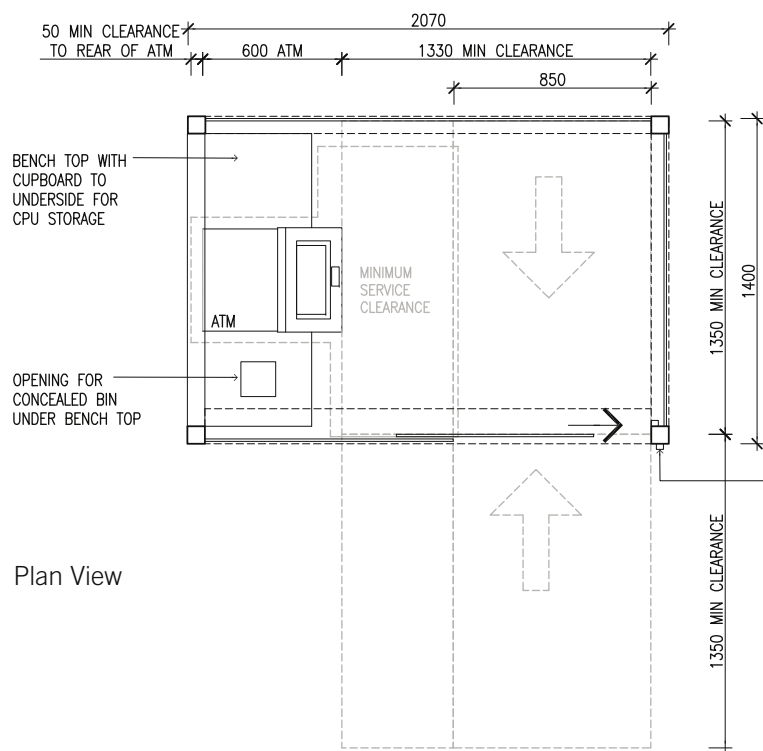 2070
50 MIN CLEARANCE
TO REAR OF ATM
600 ATM
1330 MIN CLEARANCE
850
BENCH TOP WITH
CUPBOARD TO
UNDERSIDE FOR
CPU STORAGE
MINIMUM
SERVICE
CLEARANCE
ATM
1350 MIN CLEARANCE
1400
OPENING FOR
CONCEALED BIN
UNDER BENCH TOP
1350 MIN CLEARANCE
Plan View